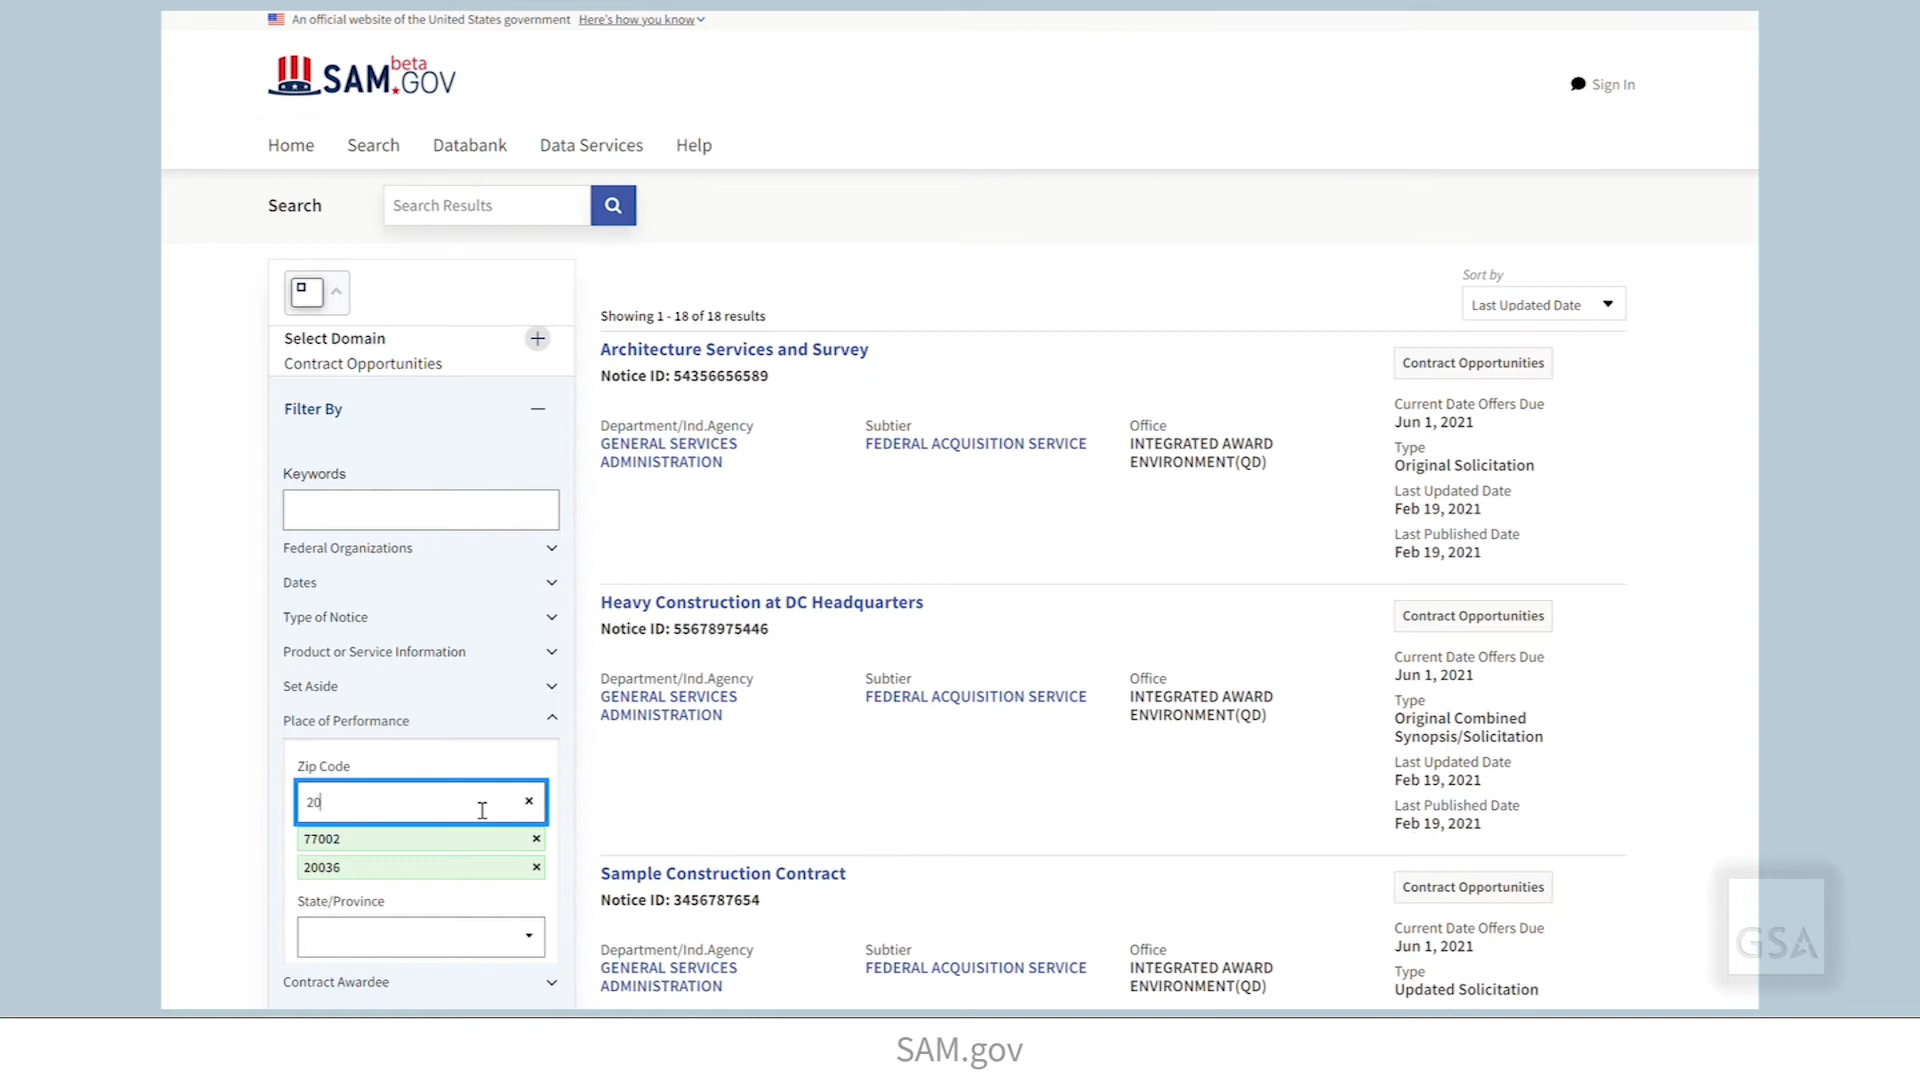 An official website of the United States government Here's how you know
SAM.GOV beta
Sign In
Home Search Databank Data Services Help
Search
Search Results
Select Domain
Contract Opportunities
Filter By
Keywords
Federal Organizations
Dates
Type of Notice
Product or Service Information
Set Aside
Place of Performance
Zip Code
20
77002
20036
State/Province
Contract Awardee
Sort by
Last Updated Date
Showing 1 - 18 of 18 results
Architecture Services and Survey
Notice ID: 54356656589
Department/Ind.Agency
GENERAL SERVICES
ADMINISTRATION
Subtier
FEDERAL ACQUISITION SERVICE
Office
INTEGRATED AWARD
ENVIRONMENT(QD)
Contract Opportunities
Current Date Offers Due
Jun 1, 2021
Type
Original Solicitation
Last Updated Date
Feb 19, 2021
Last Published Date
Feb 19, 2021
Heavy Construction at DC Headquarters
Notice ID: 55678975446
Department/Ind.Agency
GENERAL SERVICES
ADMINISTRATION
Subtier
FEDERAL ACQUISITION SERVICE
Office
INTEGRATED AWARD
ENVIRONMENT(QD)
Contract Opportunities
Current Date Offers Due
Jun 1, 2021
Type
Original Combined
Synopsis/Solicitation
Last Updated Date
Feb 19, 2021
Last Published Date
Feb 19, 2021
Sample Construction Contract
Notice ID: 3456787654
Department/Ind.Agency
GENERAL SERVICES
ADMINISTRATION
Subtier
FEDERAL ACQUISITION SERVICE
Office
INTEGRATED AWARD
ENVIRONMENT(QD)
Contract Opportunities
Current Date Offers Due
Jun 1, 2021
Type
Updated Solicitation
GSA
SAM.gov